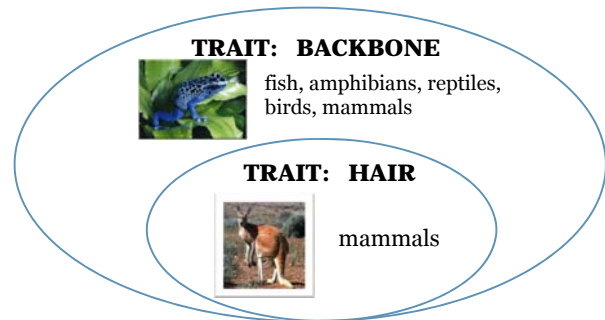 TRAIT: BACKBONE
fish, amphibians, reptiles,
birds, mammals
TRAIT: HAIR
mammals